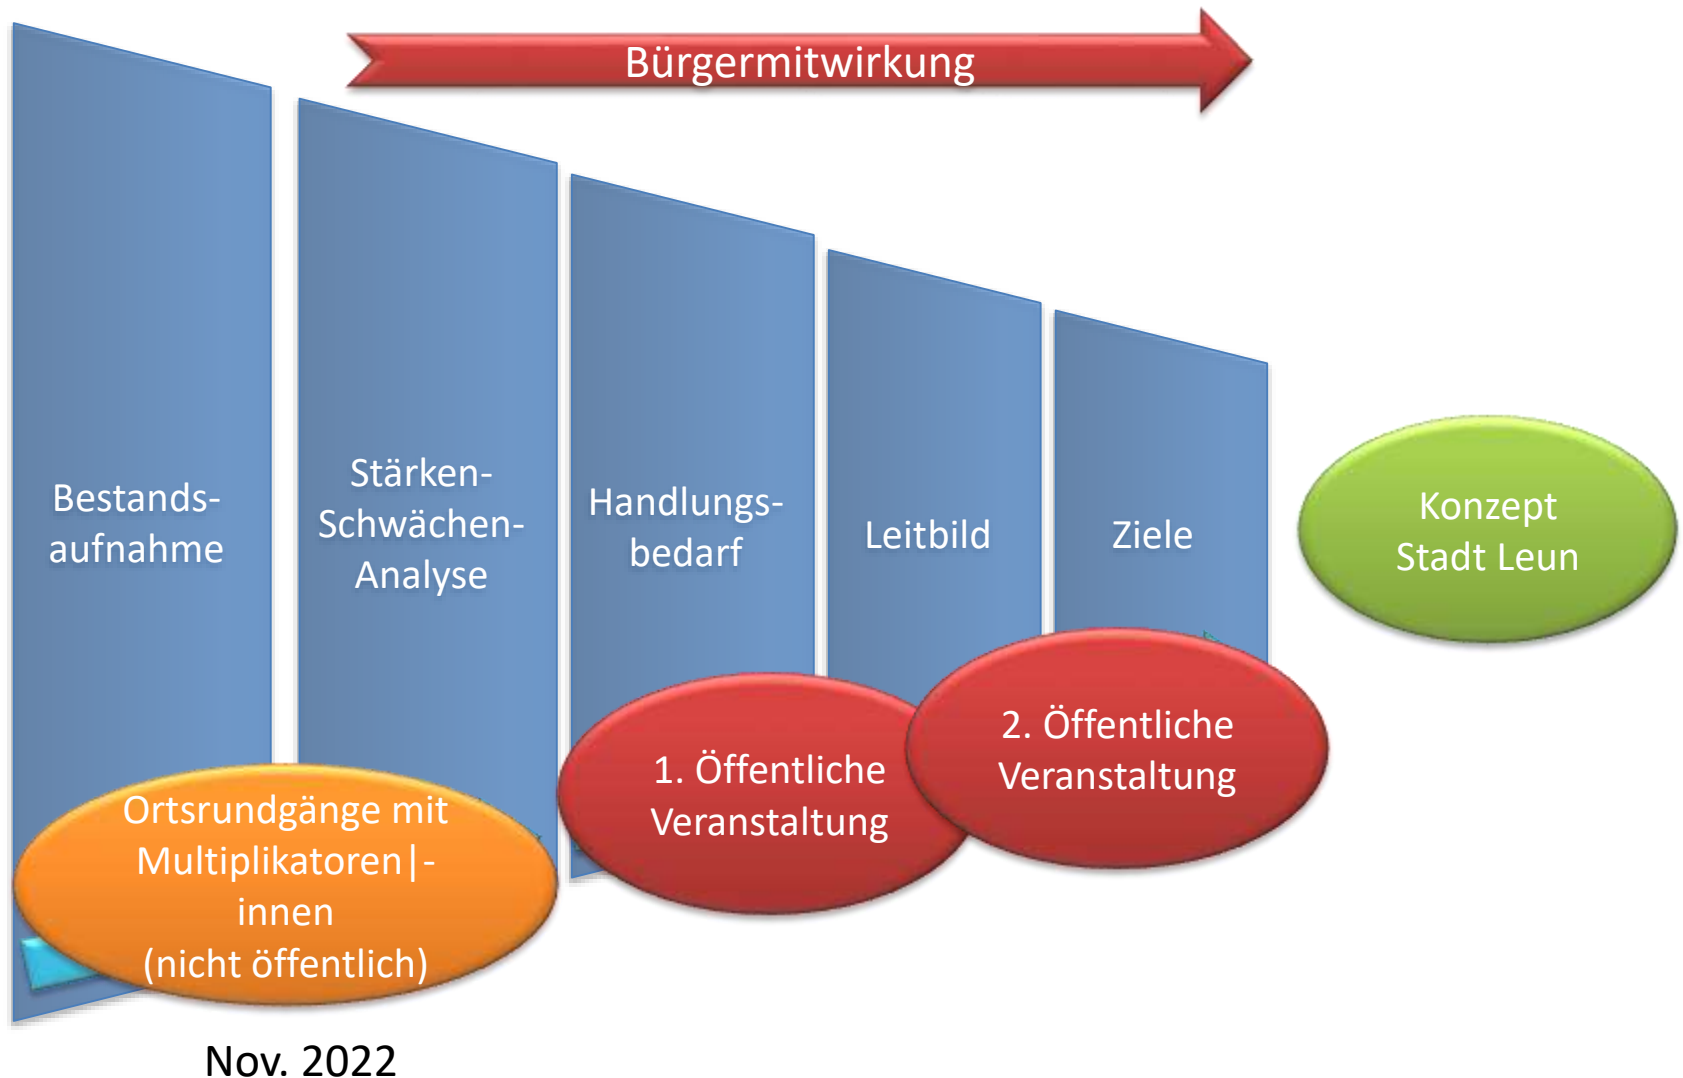 Bürgermitwirkung
Bestands-
aufnahme
Stärken-
Schwächen-
Analyse
Handlungs-
bedarf
Leitbild
Ziele
Konzept
Stadt Leun
Ortsrundgänge mit
Multiplikatoren|-
innen
(nicht öffentlich)
1. Öffentliche
Veranstaltung
2. Öffentliche
Veranstaltung
Nov. 2022